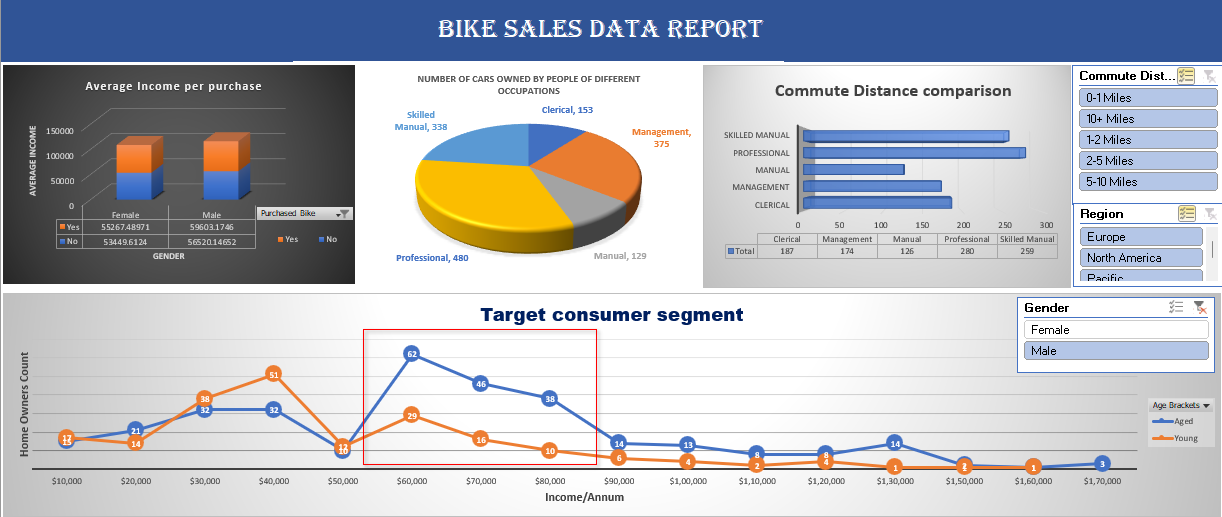 BIKE SALES DATA REPORT
Average Income per purchase
AVERAGE INCOME
150000
100000
50000
0
Female Male
Yes 55267.48971 59603.1746
No 53449.6124 56520.14652
GENDER
Purchased Bike
Yes No
NUMBER OF CARS OWNED BY PEOPLE OF DIFFERENT
OCCUPATIONS
Clerical, 153
Management,
375
Manual, 129
Professional, 480
Skilled
Manual, 338
Commute Distance comparison
SKILLED MANUAL
PROFESSIONAL
MANUAL
MANAGEMENT
CLERICAL
0 50 100 150 200 250 300
Clerical Management Manual Professional Skilled Manual
Total 187 174 126 280 259
Commute Dist...
0-1 Miles
10+ Miles
1-2 Miles
2-5 Miles
5-10 Miles
Region
Europe
North America
Pacific
Target consumer segment
Gender
Female
Male
Home Owners Count
21 32 32 10 62 46 38 14 13 8 8 14 1 3
17 14 38 51 12 29 16 10 6 4 2 4 1 1
$10,000 $20,000 $30,000 $40,000 $50,000 $60,000 $70,000 $80,000 $90,000 $1,00,000 $1,10,000 $1,20,000 $1,30,000 $1,50,000 $1,60,000 $1,70,000
Income/Annum
Age Brackets
Aged
Young